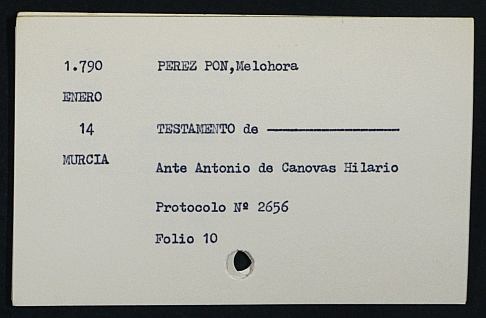 1.790 PEREZ PON,Melohora
ENERO
14 TESTAMENTO de
MURCIA
Ante Antonio de Canovas Hilario
Protocolo Nº 2656
Folio 10